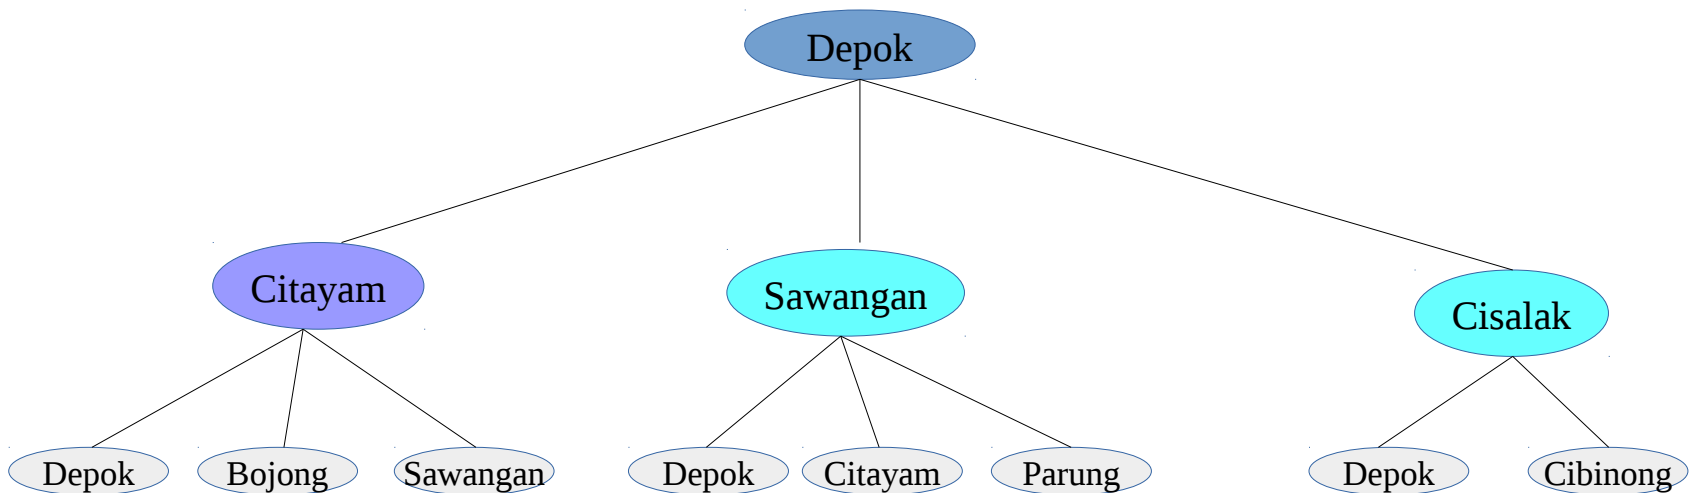 Depok
Citayam
Sawangan
Cisalak
Depok
Bojong
Sawangan
Depok
Citayam
Parung
Depok
Cibinong